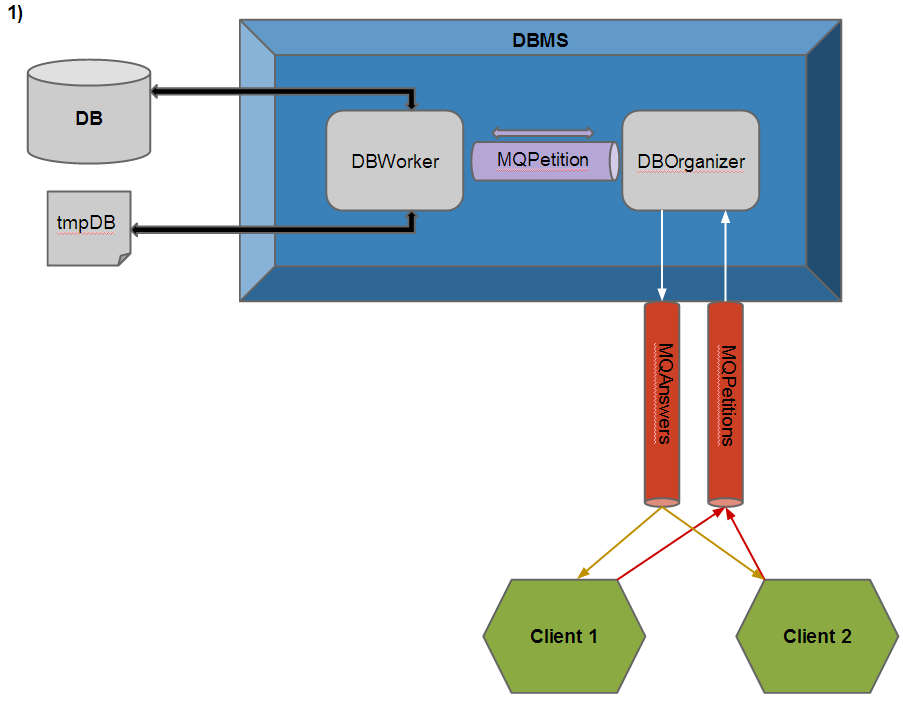 1)
DBMS
DB
DBWorker
MQPetition
DBOrganizer
tmpDB
MQAnswers
MQPetitions
Client 1
Client 2